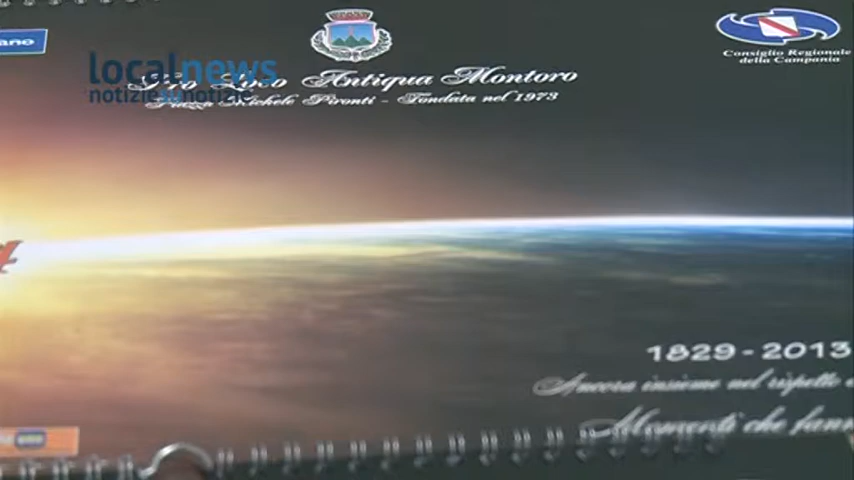 ano
localnews
notiziesunotizie
Pro Loco Antiqua Montoro
Piazza Michele Pironti - Fondata nel 1973
Consiglio Regionale
della Campania
1829 - 2013
Ancora insieme nel rispetto
Momenti che fann